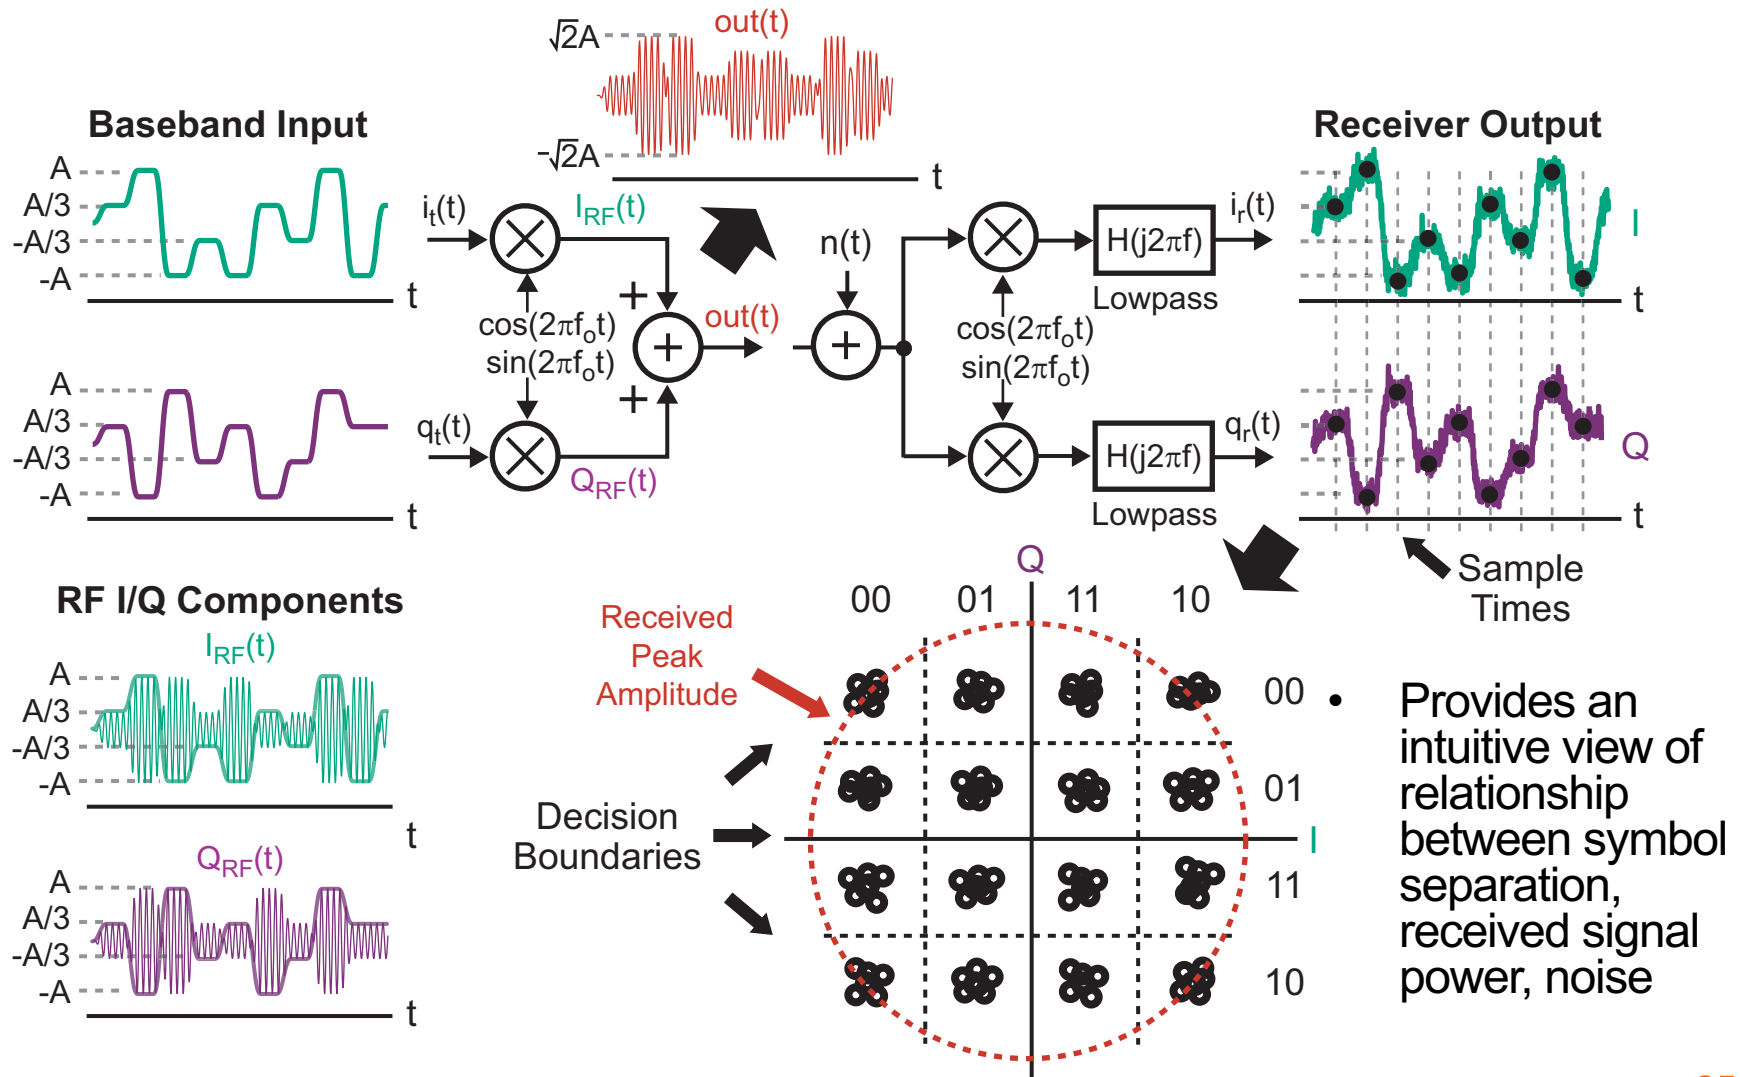 out(t)
√2A
-√2A
t
Baseband Input
A
A/3
-A/3
-A
t
A
A/3
-A/3
-A
t
i_t(t)
q_t(t)
I_RF(t)
Q_RF(t)
cos(2πf_ot)
sin(2πf_ot)
+
+
+
out(t)
n(t)
+
cos(2πf_ot)
sin(2πf_ot)
H(j2πf)
Lowpass
H(j2πf)
Lowpass
i_r(t)
q_r(t)
Receiver Output
I
t
Q
t
Sample
Times
RF I/Q Components
I_RF(t)
A
A/3
-A/3
-A
t
Q_RF(t)
A
A/3
-A/3
-A
t
Received
Peak
Amplitude
Decision
Boundaries
Q
00 01 11 10
00
01
I
11
10
• Provides an
intuitive view of
relationship
between symbol
separation,
received signal
power, noise